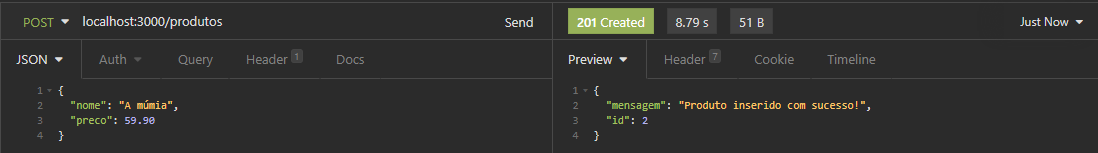 POST localhost:3000/produtos Send 201 Created 8.79 s 51 B Just Now
JSON Auth Query Header 1 Docs Preview Header 7 Cookie Timeline
1 {
2 "nome": "A múmia",
3 "preco": 59.90
4 }
1 {
2 "mensagem": "Produto inserido com sucesso!",
3 "id": 2
4 }